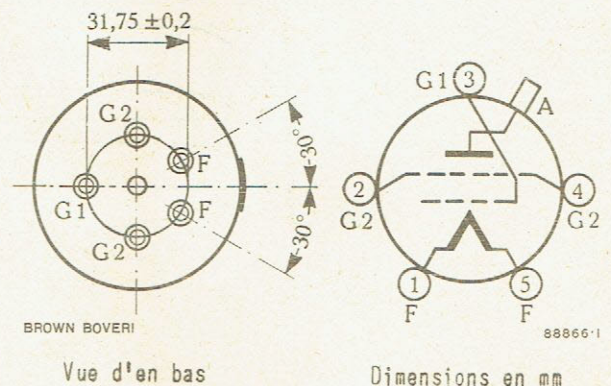 31,75 ±0,2
G2
F
30°
G1
F
30°
G2
G1 3
A
2
G2
4
G2
1
F
5
F
BROWN BOVERI
88866·I
Vue d'en bas
Dimensions en mm